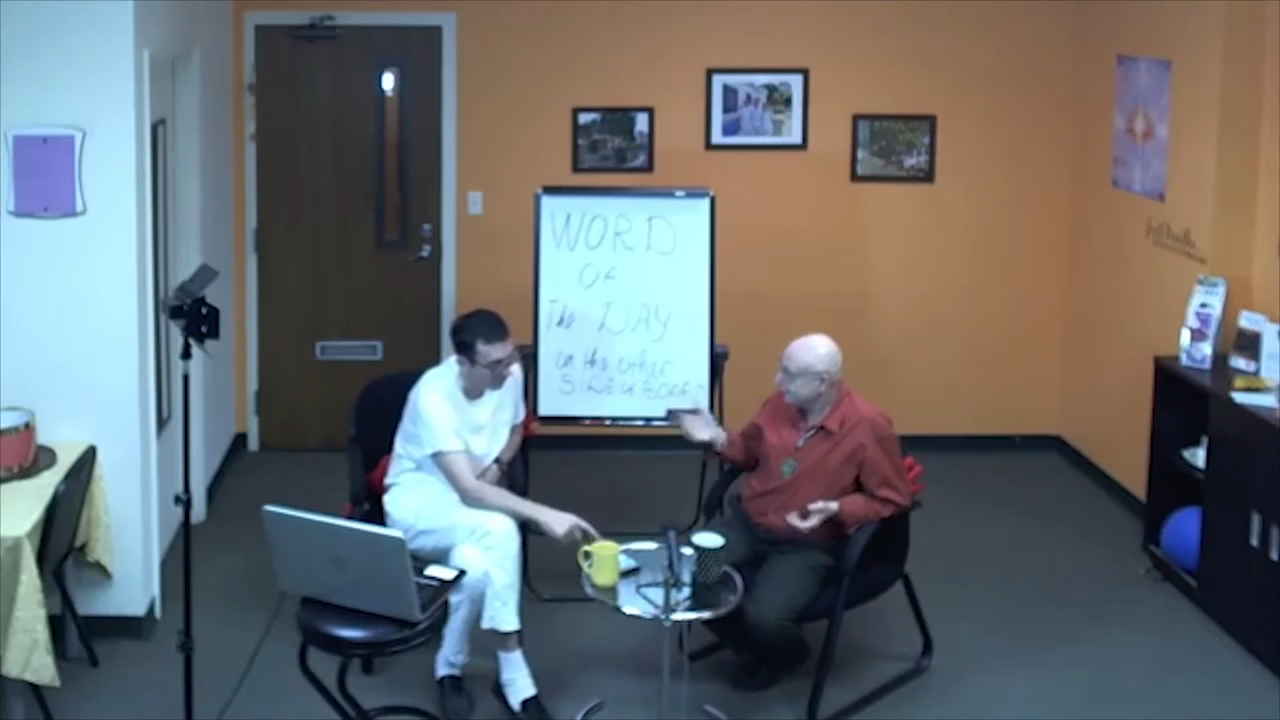 WORD
OF
The DAY
on the other
SIDE of BOARD